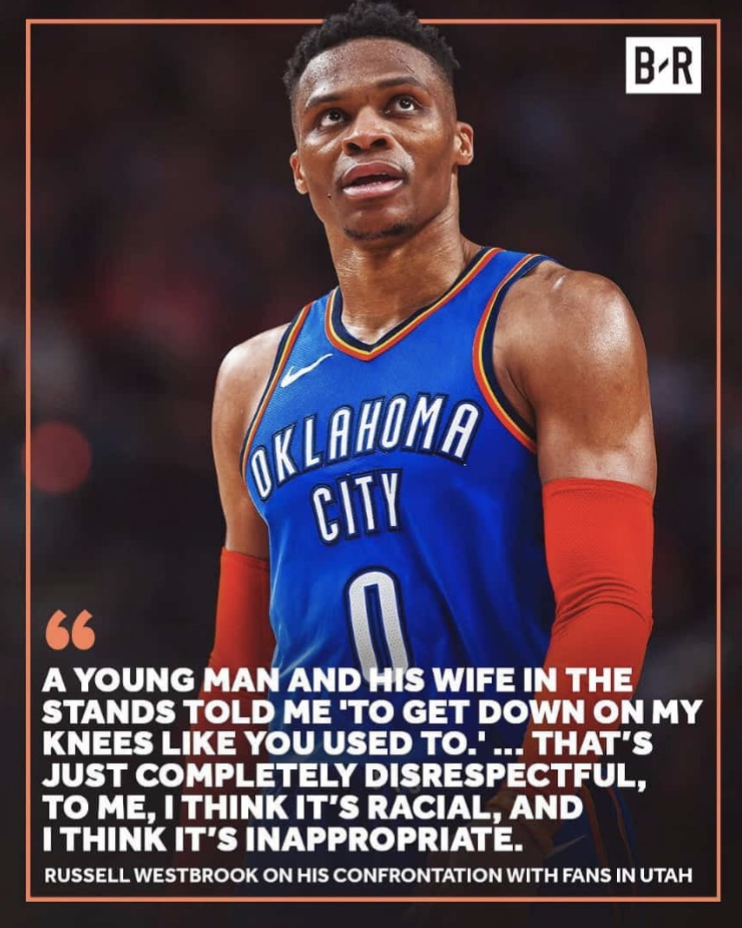 B-R
OKLAHOMA
CITY
0
“
A YOUNG MAN AND HIS WIFE IN THE
STANDS TOLD ME 'TO GET DOWN ON MY
KNEES LIKE YOU USED TO.' ... THAT'S
JUST COMPLETELY DISRESPECTFUL,
TO ME, I THINK IT'S RACIAL, AND
I THINK IT'S INAPPROPRIATE.
RUSSELL WESTBROOK ON HIS CONFRONTATION WITH FANS IN UTAH